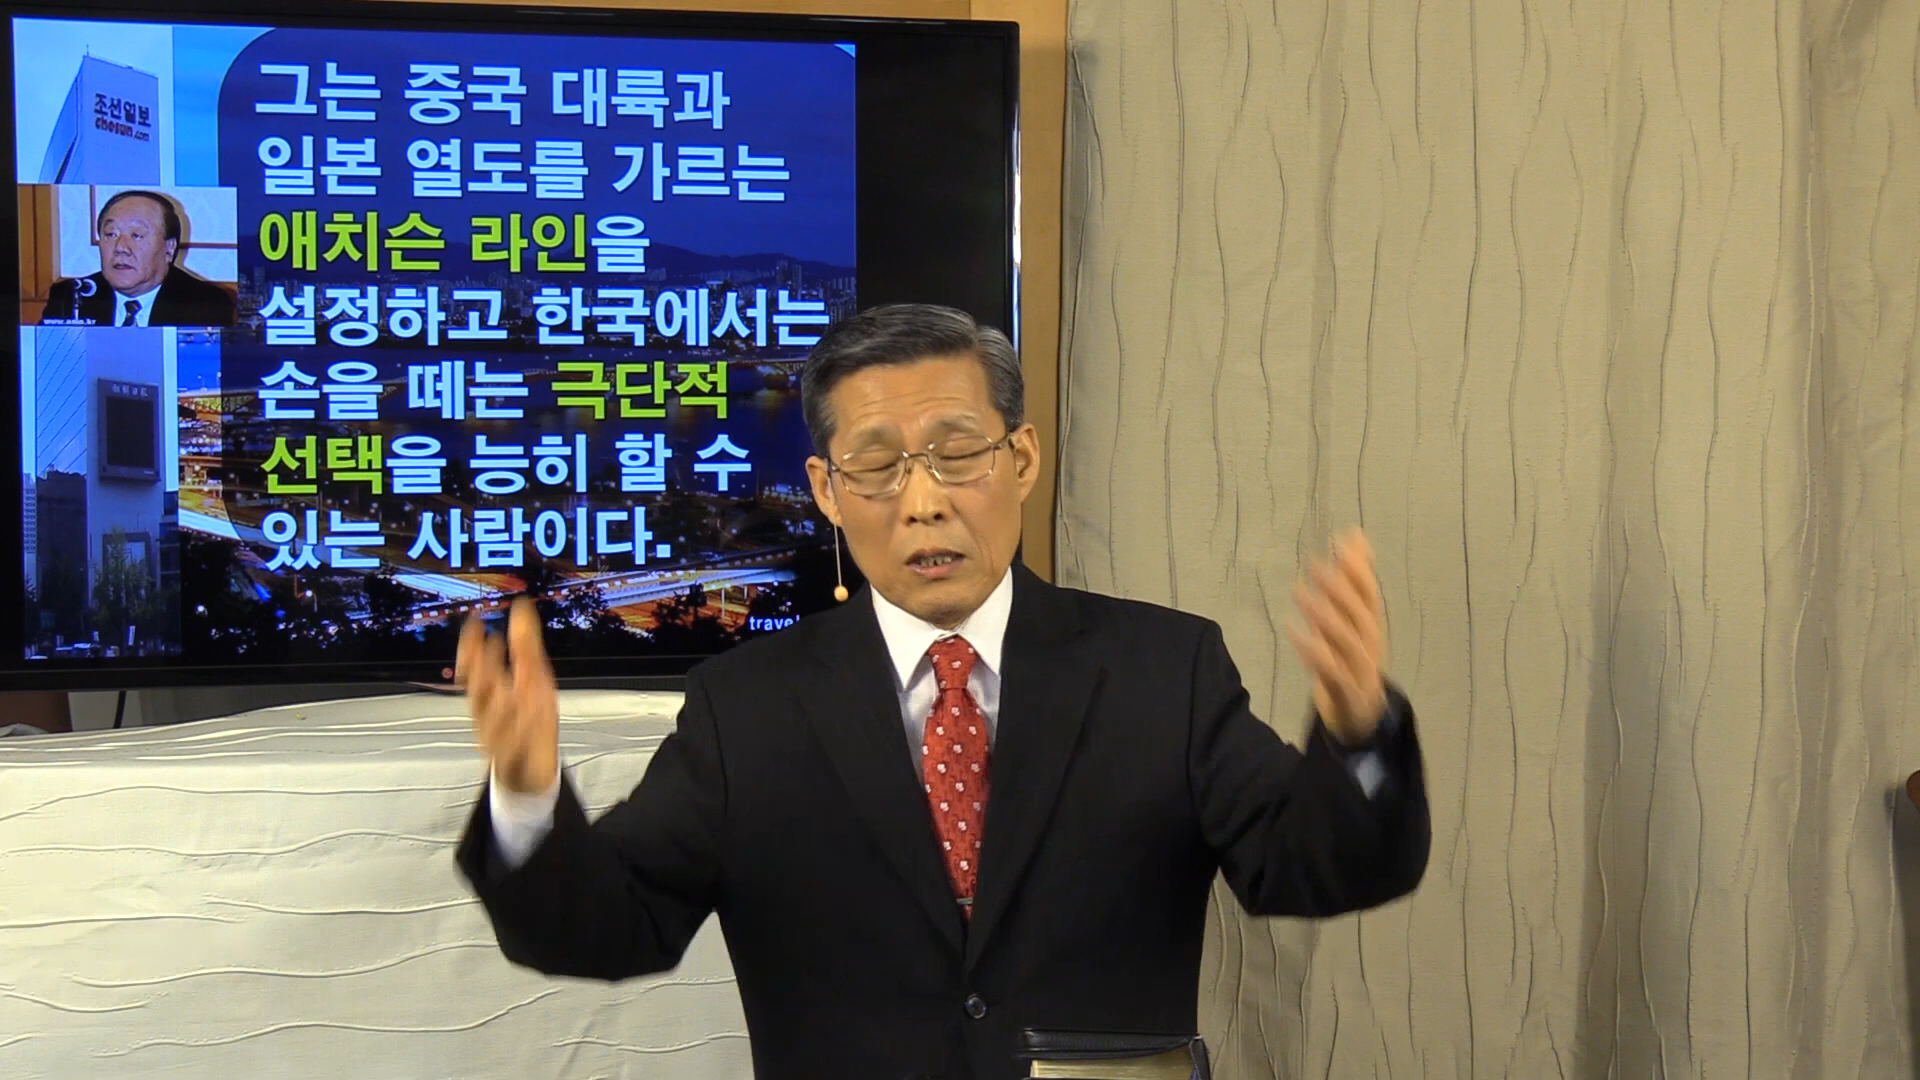 조선일보
chosun.com
그는 중국 대륙과
일본 열도를 가르는
애치슨 라인을
설정하고 한국에서는
손을 떼는 극단적
선택을 능히 할 수
있는 사람이다.
travel